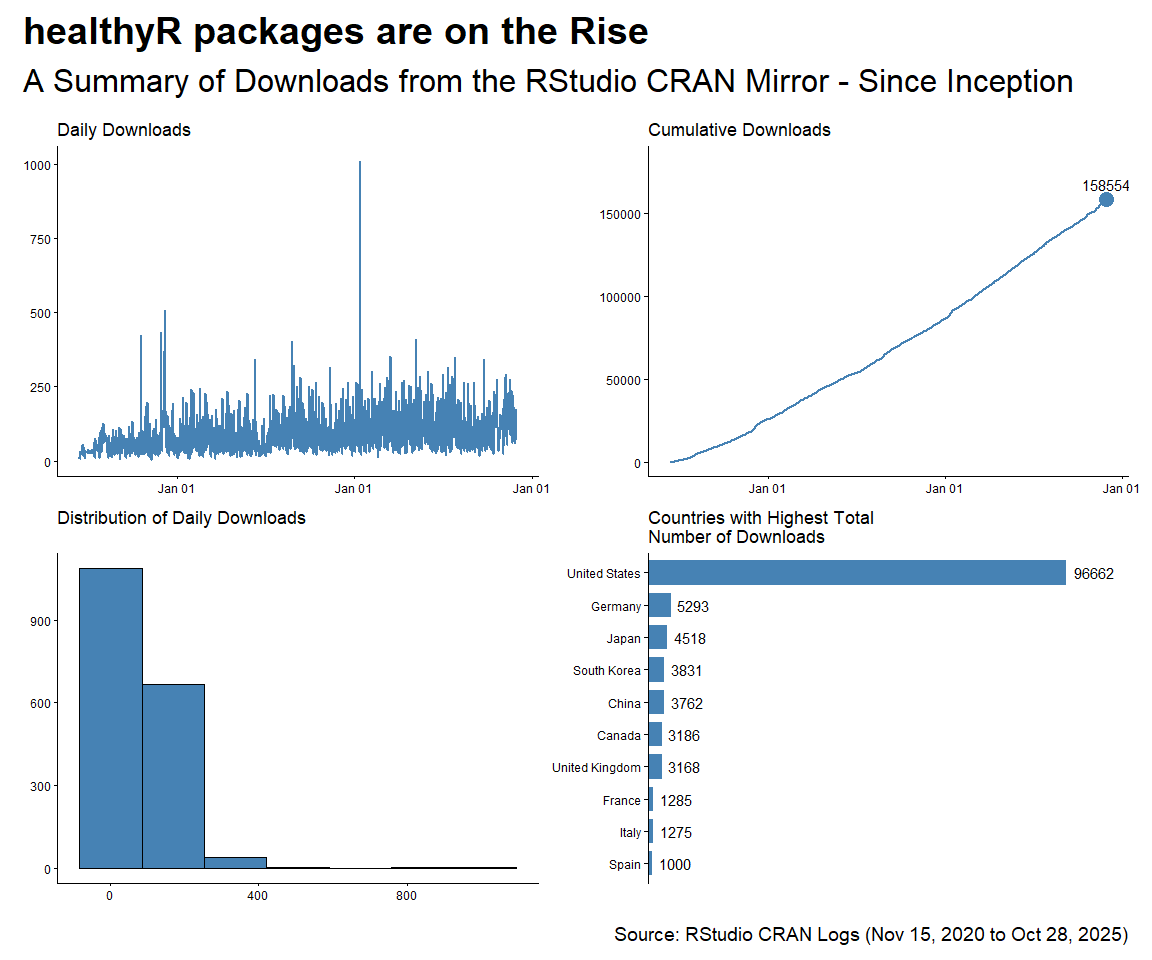 healthyR packages are on the Rise
A Summary of Downloads from the RStudio CRAN Mirror - Since Inception
Daily Downloads
1000
750
500
250
0
Jan 01
Jan 01
Jan 01
Cumulative Downloads
158554
150000
100000
50000
0
Jan 01
Jan 01
Jan 01
Distribution of Daily Downloads
900
600
300
0
0
400
800
Countries with Highest Total
Number of Downloads
United States 96662
Germany 5293
Japan 4518
South Korea 3831
China 3762
Canada 3186
United Kingdom 3168
France 1285
Italy 1275
Spain 1000
Source: RStudio CRAN Logs (Nov 15, 2020 to Oct 28, 2025)